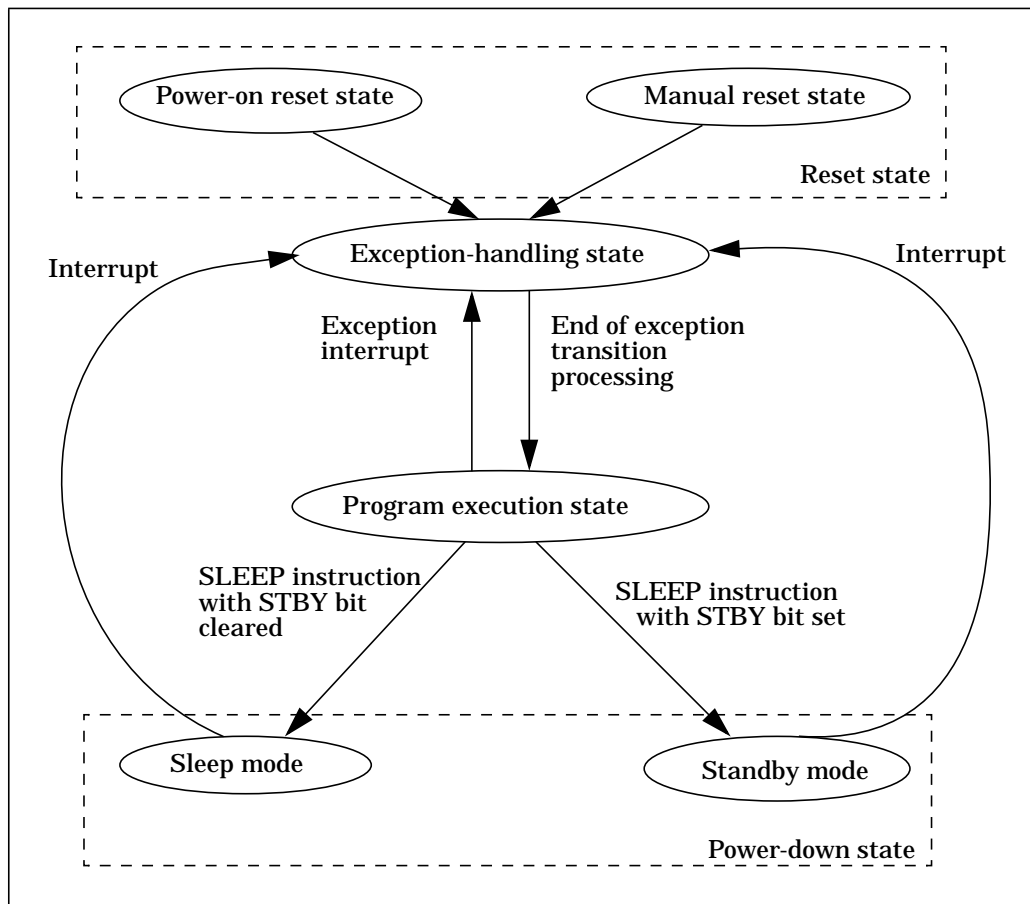 Power-on reset state
Manual reset state
Reset state
Exception-handling state
Interrupt
Interrupt
Exception
interrupt
End of exception
transition
processing
Program execution state
SLEEP instruction
with STBY bit
cleared
SLEEP instruction
with STBY bit set
Sleep mode
Standby mode
Power-down state